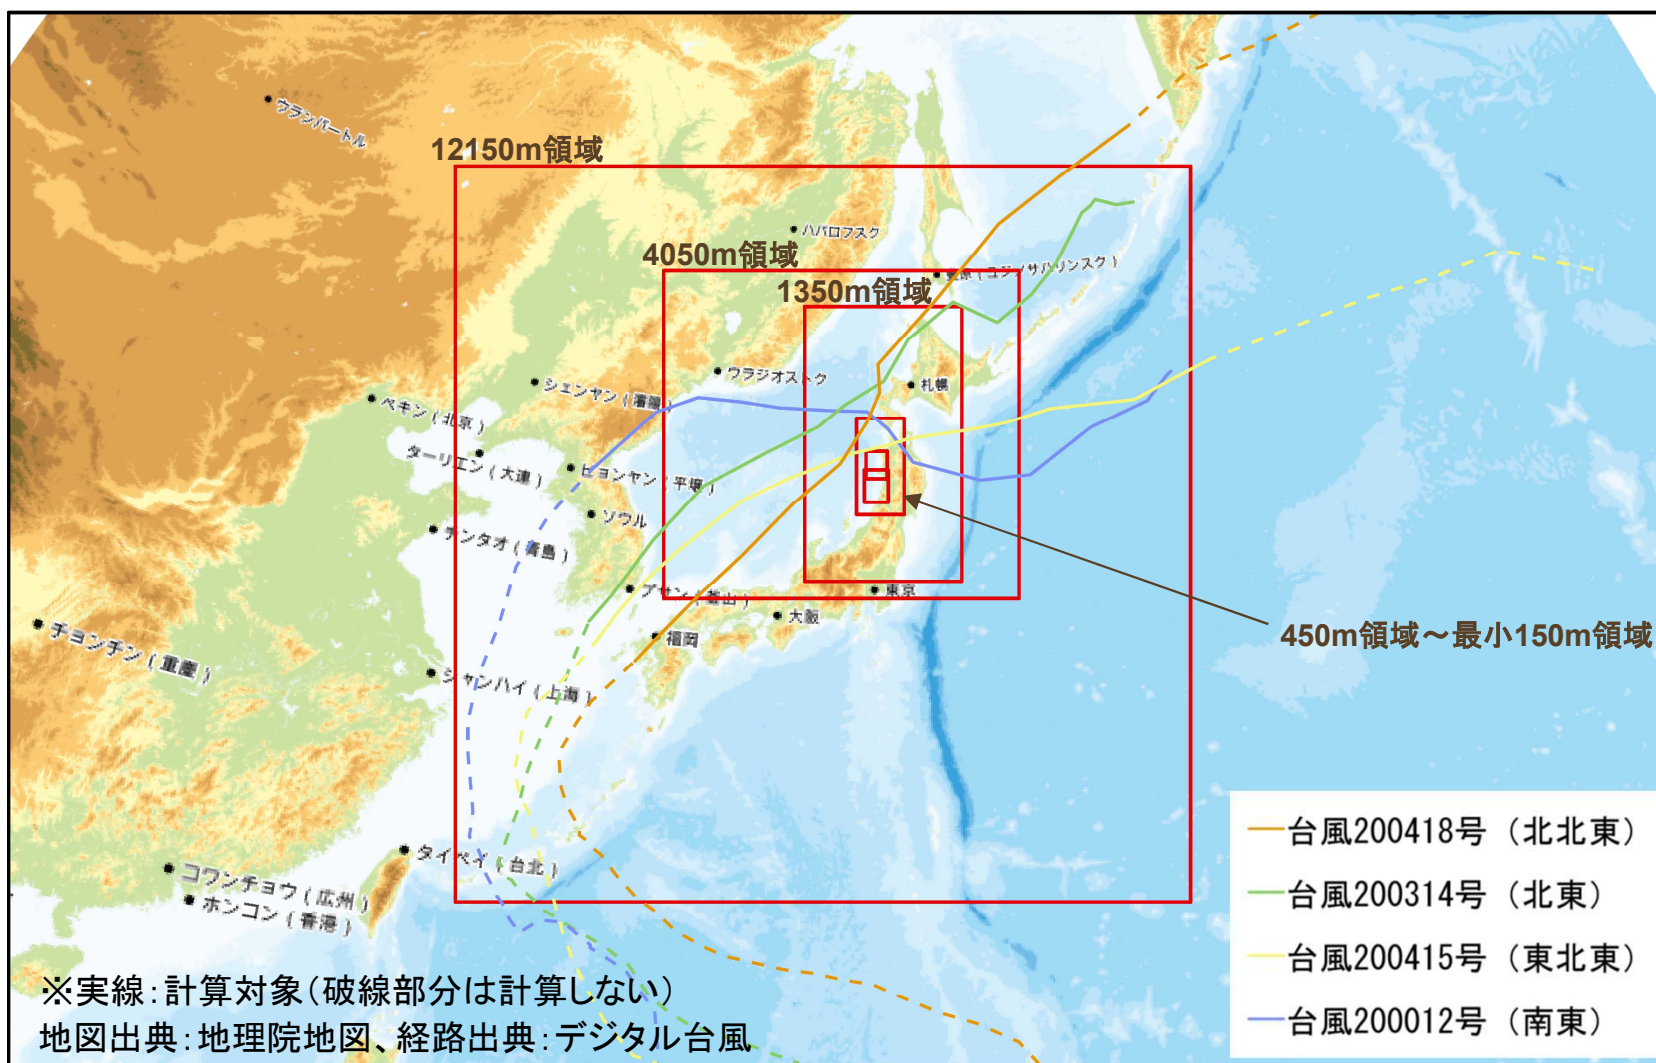 ウランバートル
12150m領域
ハバロフスク
4050m領域
豊原(ユジノサハリンスク)
1350m領域
ウラジオストク
札幌
シェンヤン(瀋陽)
ペキン(北京)
ターリエン(大連)
ピョンヤン(平壌)
ソウル
チンタオ(青島)
プサン(釜山)
東京
大阪
福岡
450m領域～最小150m領域
チョンチン(重慶)
シャンハイ(上海)
タイペイ(台北)
コワンチョウ(広州)
ホンコン(香港)
台風200418号(北北東)
台風200314号(北東)
台風200415号(東北東)
台風200012号(南東)
※実線:計算対象(破線部分は計算しない)
地図出典:地理院地図、経路出典:デジタル台風